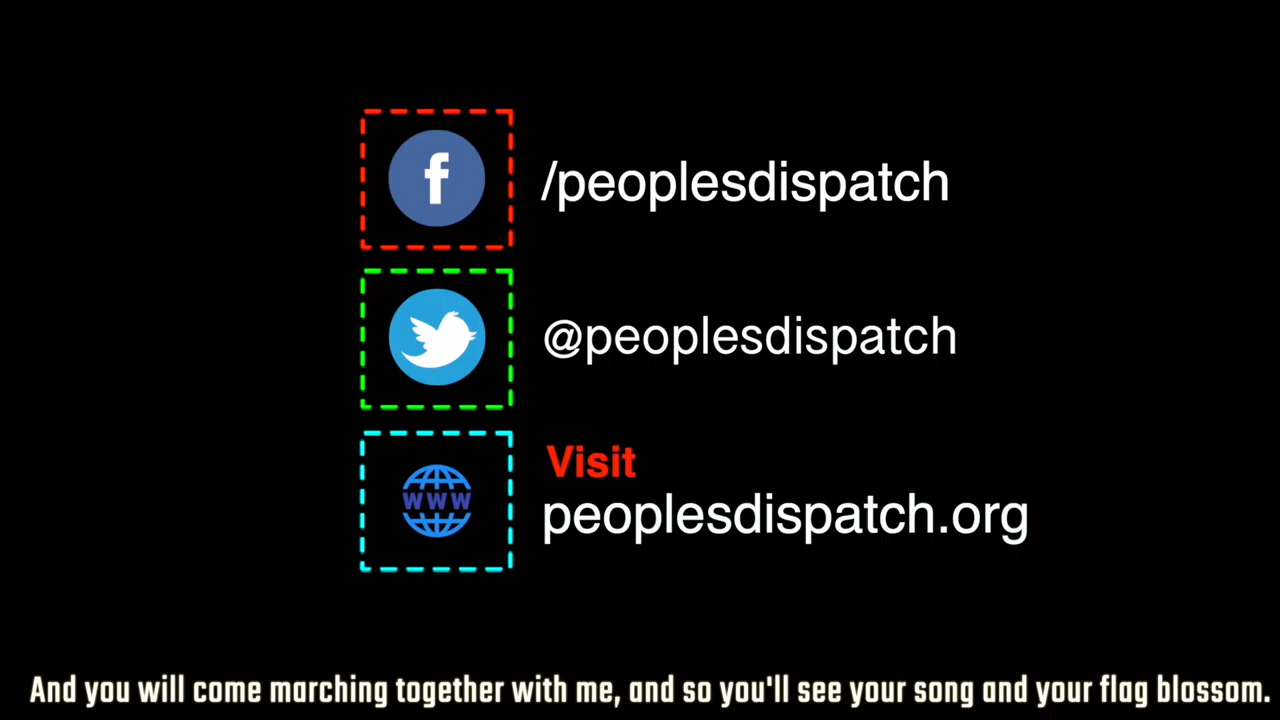 f
/peoplesdispatch
@peoplesdispatch
Visit
www
peoplesdispatch.org
And you will come marching together with me, and so you'll see your song and your flag blossom.